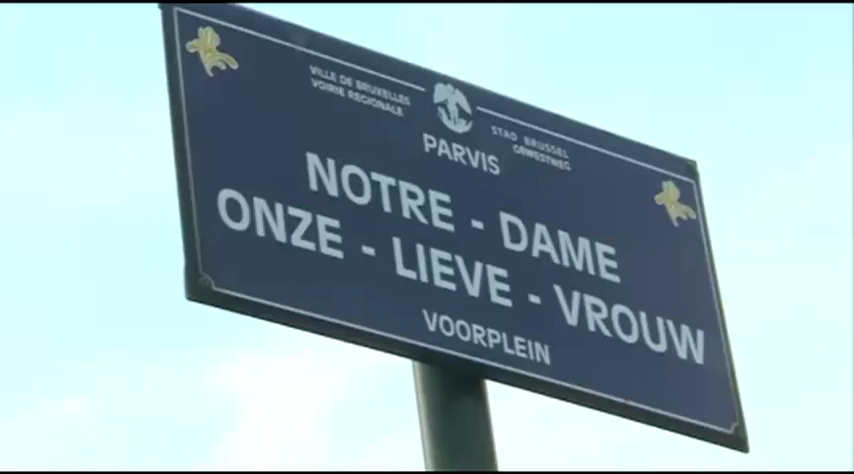 VILLE DE BRUXELLES
VOIRIE REGIONALE
STAD BRUSSEL
GEWESTWEG
PARVIS
NOTRE - DAME
ONZE - LIEVE - VROUW
VOORPLEIN